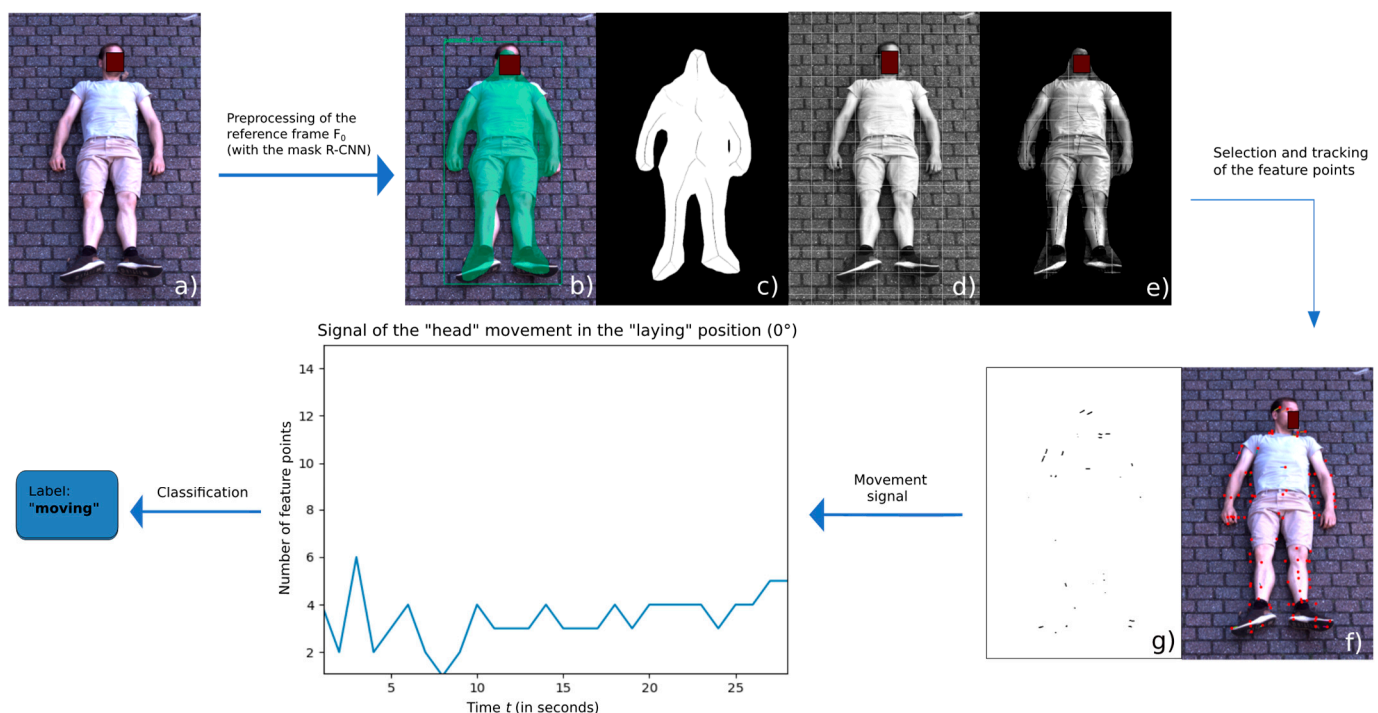 a)
Preprocessing of the
reference frame F₀
(with the mask R-CNN)
b)
c)
d)
e)
Selection and tracking
of the feature points
f)
g)
Movement
signal
Signal of the "head" movement in the "laying" position (0°)
Number of feature points
14
12
10
8
6
4
2
5
10
15
20
25
Time t (in seconds)
Classification
Label:
"moving"